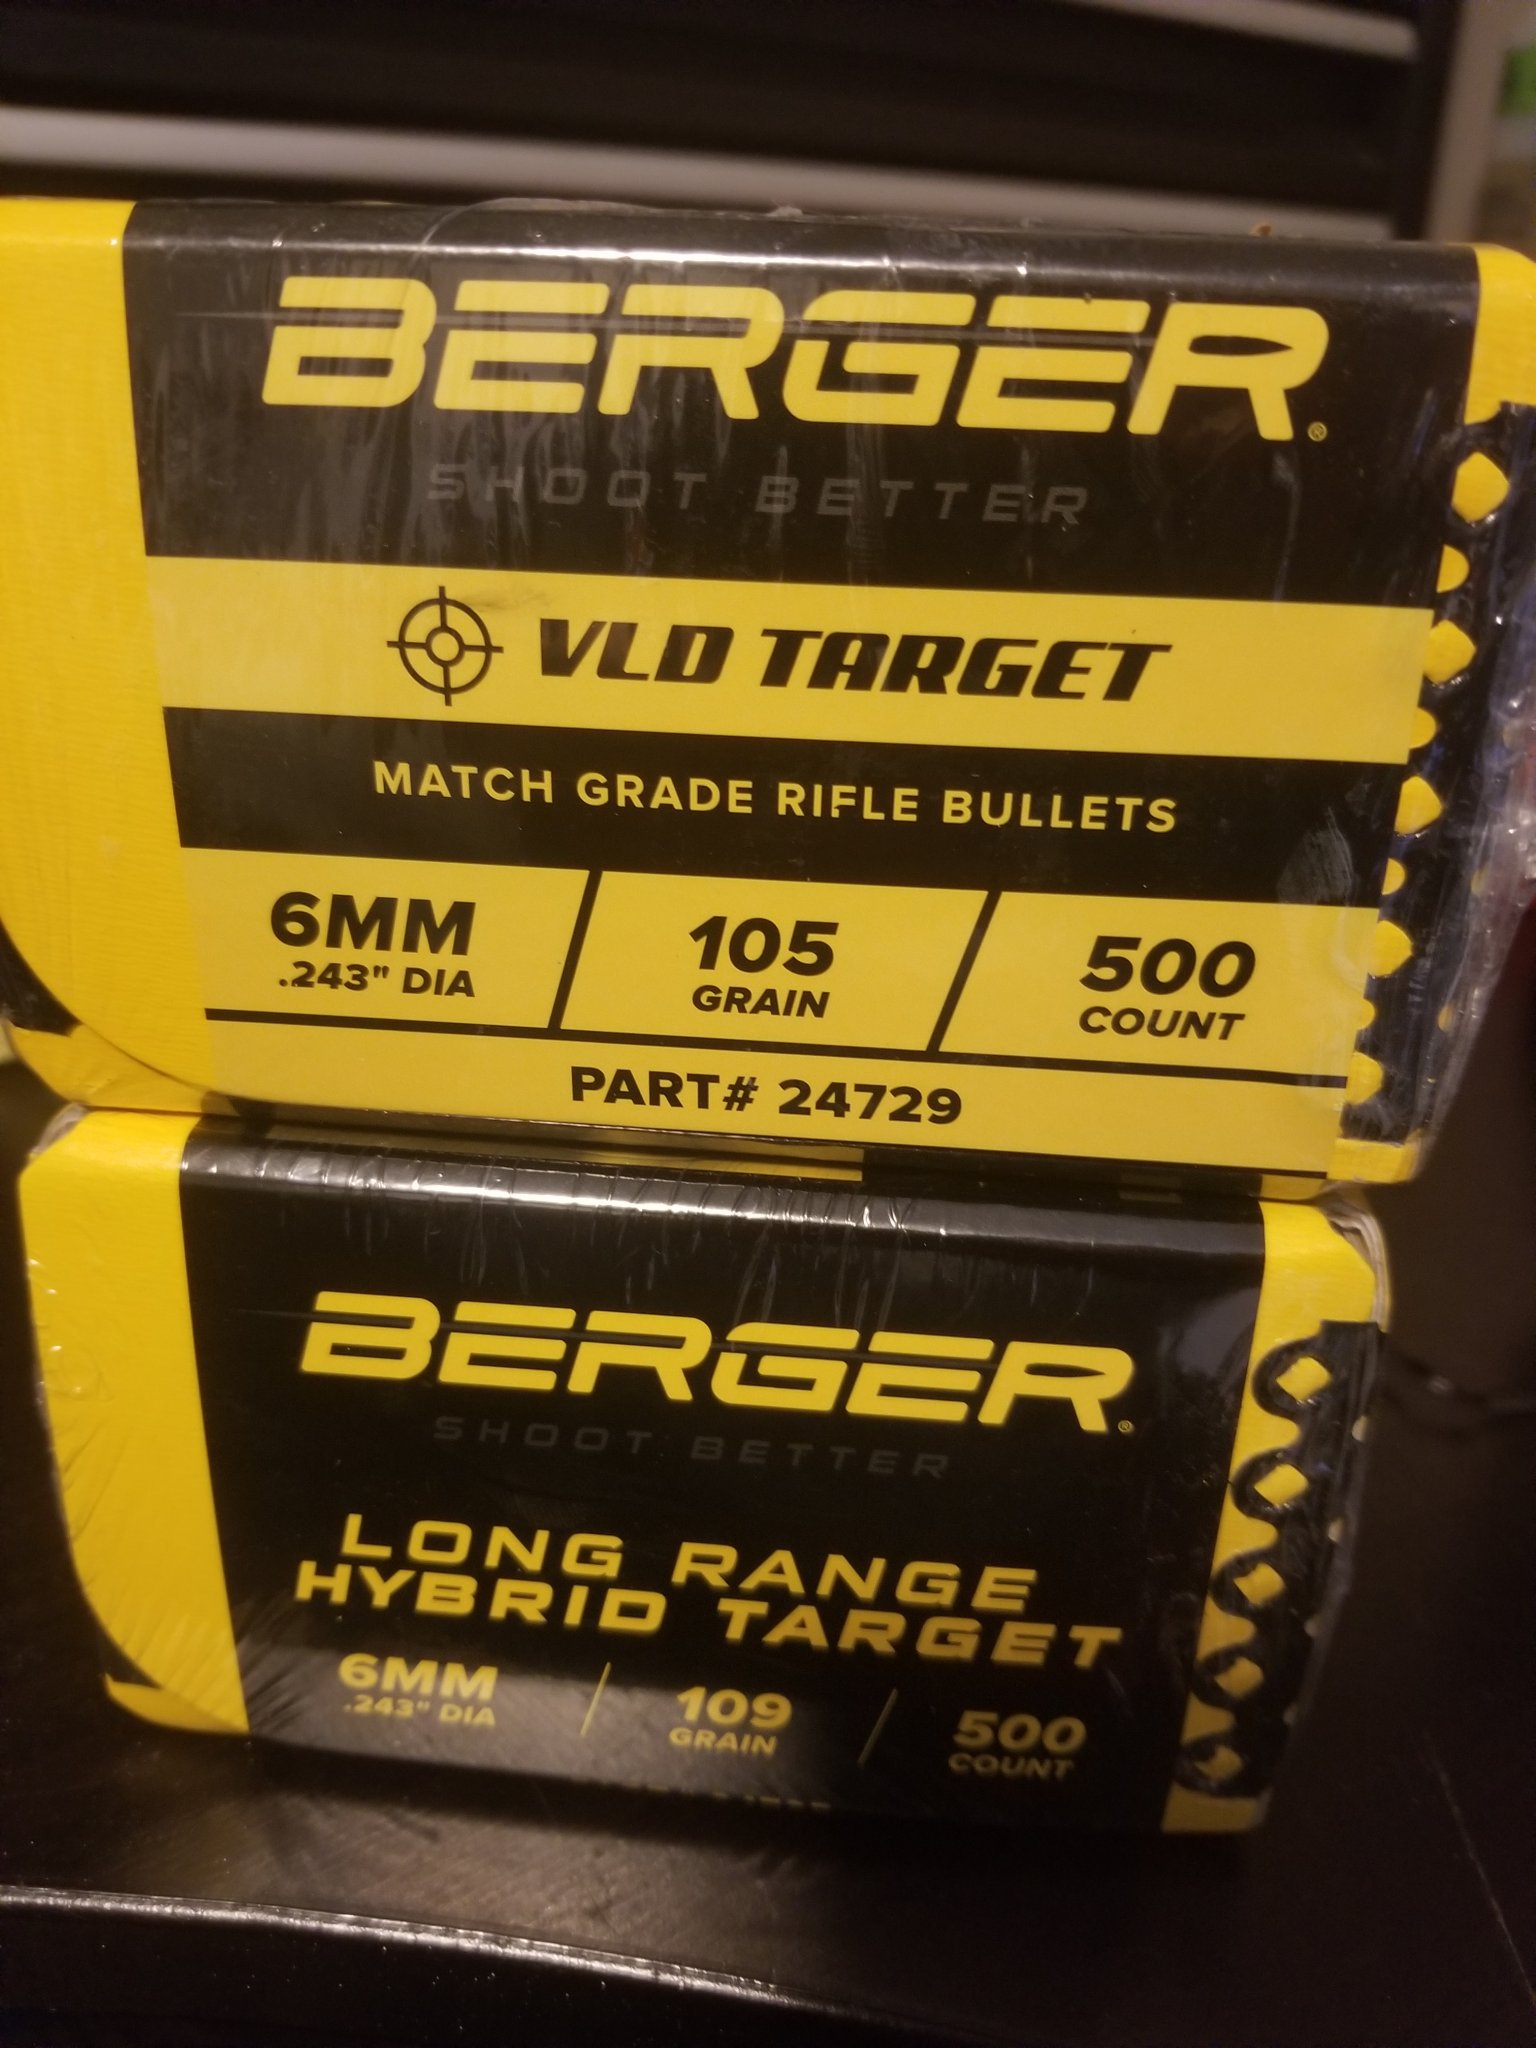 BERGER®
SHOOT BETTER
VLD TARGET
MATCH GRADE RIFLE BULLETS
6MM 105 500
.243" DIA GRAIN COUNT
PART# 24729
BERGER®
SHOOT BETTER
LONG RANGE
HYBRID TARGET
6MM 109 500
.243" DIA GRAIN COUNT